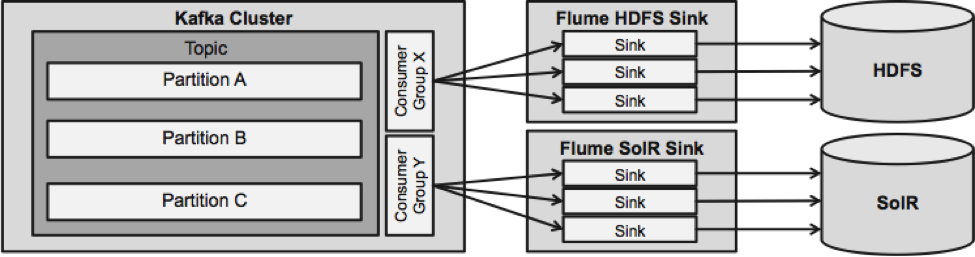 Kafka Cluster
Topic
Partition A
Partition B
Partition C
Consumer
Group X
Consumer
Group Y
Flume HDFS Sink
Sink
Sink
Sink
HDFS
Flume SolR Sink
Sink
Sink
Sink
SolR